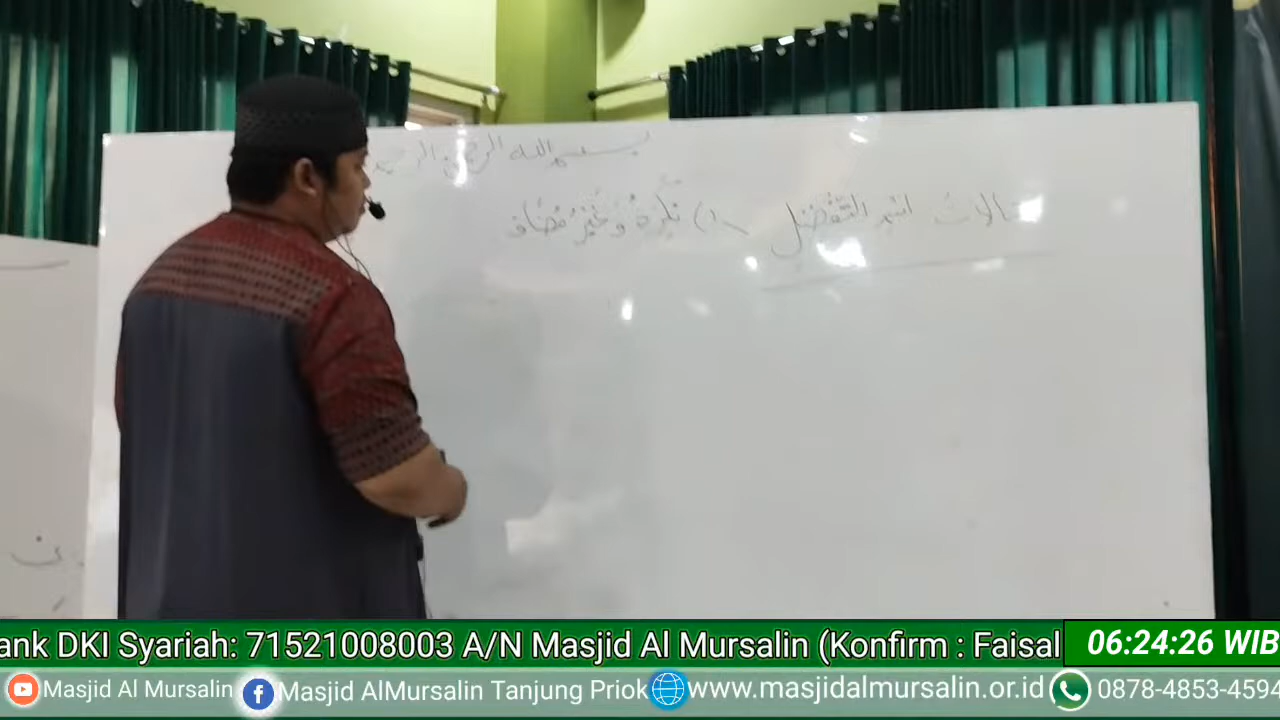 بسم الله الرحمن الرحيم
حالات اسم التفضيل ١) نكرة وغير مضاف
ank DKI Syariah: 71521008003 A/N Masjid Al Mursalin (Konfirm : Faisal
06:24:26 WIB
Masjid Al Mursalin Masjid AlMursalin Tanjung Priok www.masjidalmursalin.or.id 0878-4853-4594